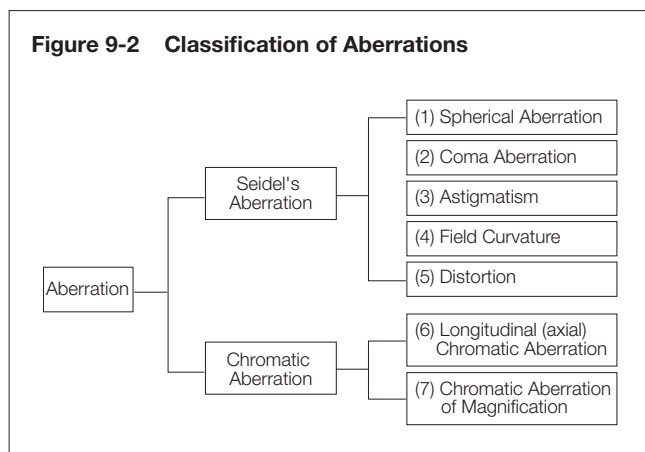 Figure 9-2 Classification of Aberrations
(1) Spherical Aberration
(2) Coma Aberration
Seidel's
Aberration
(3) Astigmatism
(4) Field Curvature
(5) Distortion
Aberration
(6) Longitudinal (axial)
Chromatic Aberration
Chromatic
Aberration
(7) Chromatic Aberration
of Magnification